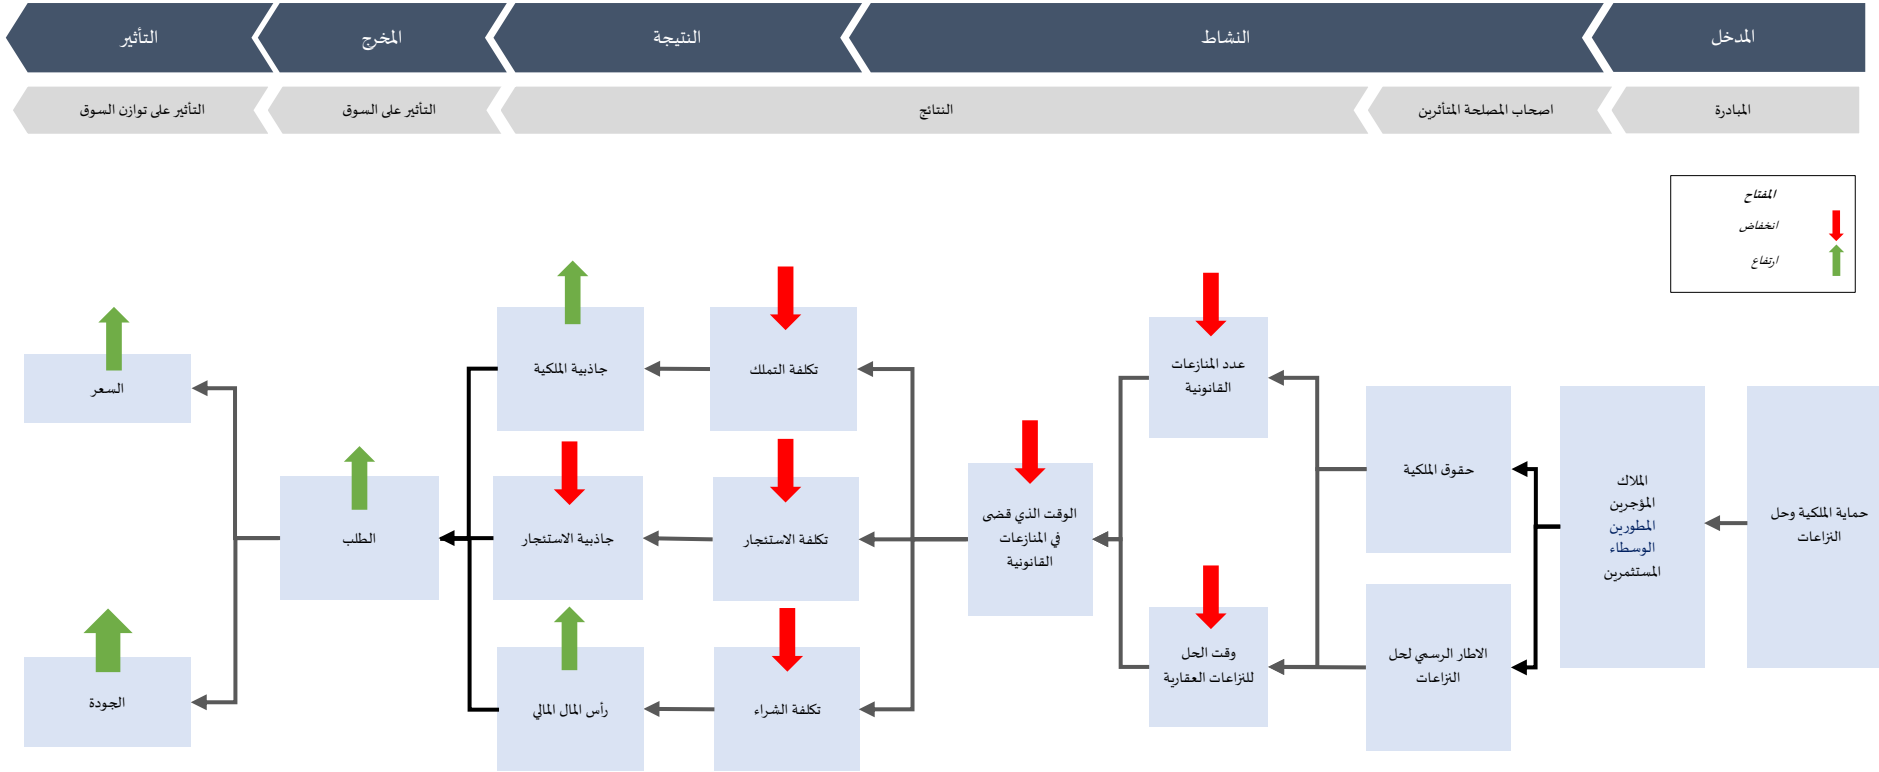 المدخل
النشاط
النتيجة
المخرج
التأثير
المبادرة
اصحاب المصلحة المتأثرين
النتائج
التأثير على السوق
التأثير على توازن السوق
المفتاح
انخفاض
ارتفاع
حماية الملكية وحل
النزاعات
الملاك
المؤجرين
المطورين
الوسطاء
المستثمرين
حقوق الملكية
الاطار الرسمي لحل
النزاعات
عدد المنازعات
القانونية
وقت الحل
للنزاعات العقارية
الوقت الذي قضى
في المنازعات
القانونية
تكلفة التملك
تكلفة الاستئجار
تكلفة الشراء
جاذبية الملكية
جاذبية الاستئجار
رأس المال المالي
الطلب
السعر
الجودة